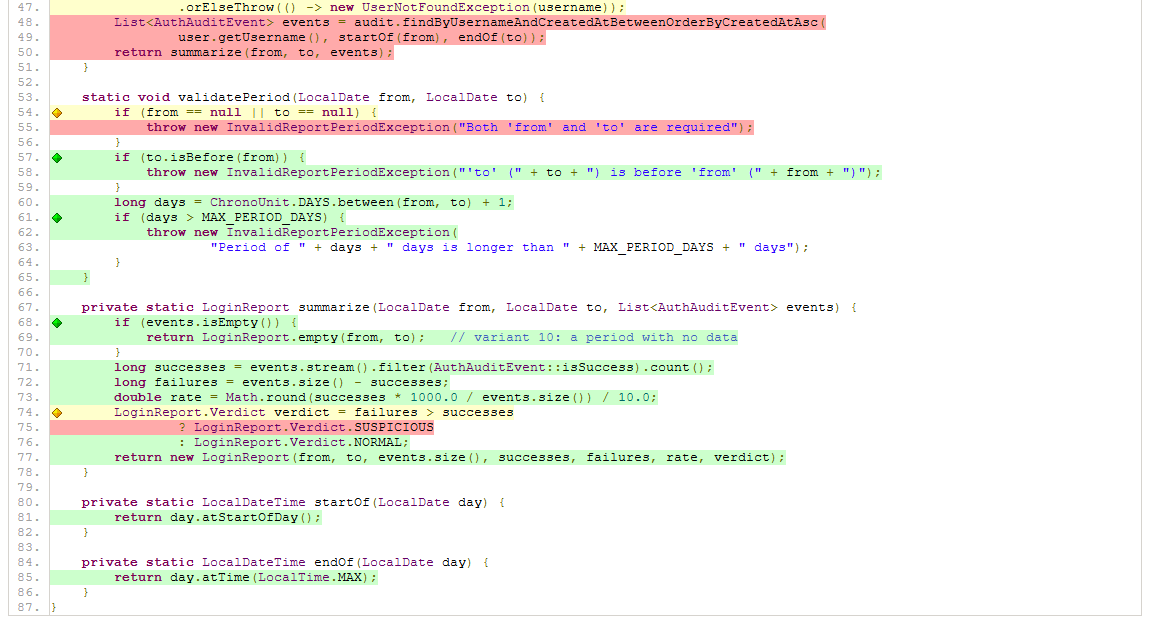 47.                 .orElseThrow(() -> new UserNotFoundException(username));
48.         List<AuthAuditEvent> events = audit.findByUsernameAndCreatedAtBetweenOrderByCreatedAtAsc(
49.                 user.getUsername(), startOf(from), endOf(to));
50.         return summarize(from, to, events);
51.     }
52.
53.     static void validatePeriod(LocalDate from, LocalDate to) {
54.         if (from == null || to == null) {
55.             throw new InvalidReportPeriodException("Both 'from' and 'to' are required");
56.         }
57.         if (to.isBefore(from)) {
58.             throw new InvalidReportPeriodException("'to' (" + to + ") is before 'from' (" + from + ")");
59.         }
60.         long days = ChronoUnit.DAYS.between(from, to) + 1;
61.         if (days > MAX_PERIOD_DAYS) {
62.             throw new InvalidReportPeriodException(
63.                     "Period of " + days + " days is longer than " + MAX_PERIOD_DAYS + " days");
64.         }
65.     }
66.
67.     private static LoginReport summarize(LocalDate from, LocalDate to, List<AuthAuditEvent> events) {
68.         if (events.isEmpty()) {
69.             return LoginReport.empty(from, to);   // variant 10: a period with no data
70.         }
71.         long successes = events.stream().filter(AuthAuditEvent::isSuccess).count();
72.         long failures = events.size() - successes;
73.         double rate = Math.round(successes * 1000.0 / events.size()) / 10.0;
74.         LoginReport.Verdict verdict = failures > successes
75.                 ? LoginReport.Verdict.SUSPICIOUS
76.                 : LoginReport.Verdict.NORMAL;
77.         return new LoginReport(from, to, events.size(), successes, failures, rate, verdict);
78.     }
79.
80.     private static LocalDateTime startOf(LocalDate day) {
81.         return day.atStartOfDay();
82.     }
83.
84.     private static LocalDateTime endOf(LocalDate day) {
85.         return day.atTime(LocalTime.MAX);
86.     }
87. }